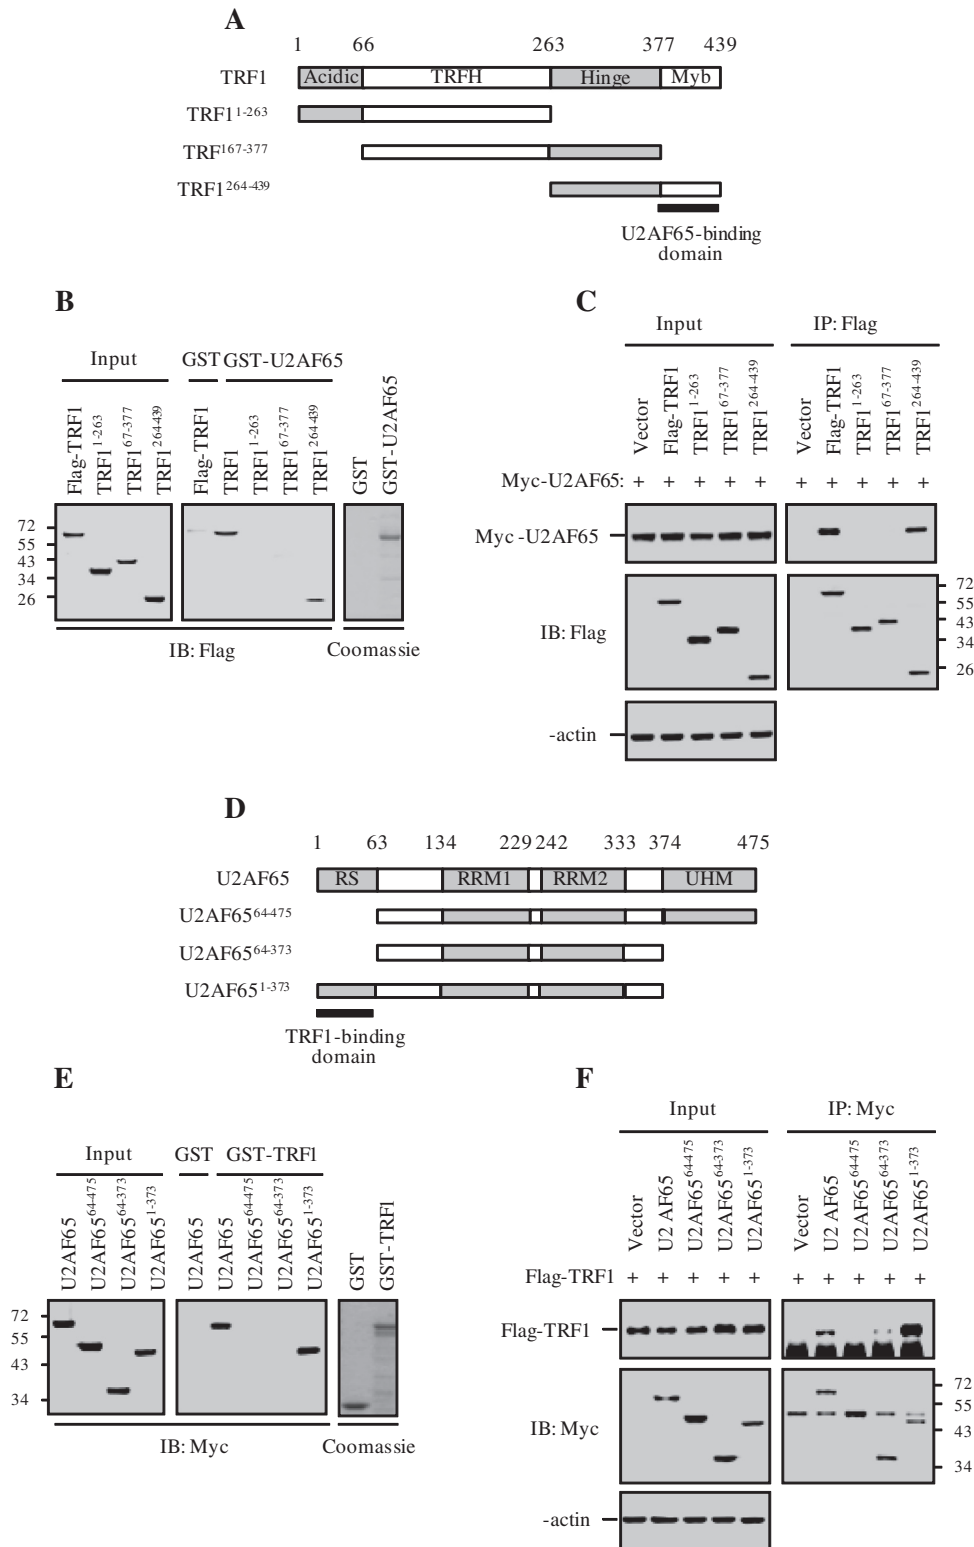 A
1 66 263 377 439
TRF1 Acidic TRFH Hinge Myb
TRF1 1-263
TRF 167-377
TRF1 264-439
U2AF65-binding
domain
B
Input GST GST-U2AF65
Flag-TRF1
TRF1 1-263
TRF1 67-377
TRF1 264-439
Flag-TRF1
TRF1
TRF1 1-263
TRF1 67-377
TRF1 264-439
GST
GST-U2AF65
72
55
43
34
26
IB: Flag Coomassie
C
Input IP: Flag
Vector
Flag-TRF1
TRF1 1-263
TRF1 67-377
TRF1 264-439
Vector
Flag-TRF1
TRF1 1-263
TRF1 67-377
TRF1 264-439
Myc-U2AF65: + + + + + + + + + +
Myc-U2AF65
IB: Flag
72
55
43
34
26
-actin
D
1 63 134 229 242 333 374 475
U2AF65 RS RRM1 RRM2 UHM
U2AF65 64-475
U2AF65 64-373
U2AF65 1-373
TRF1-binding
domain
E
Input GST GST-TRF1
U2AF65
U2AF65 64-475
U2AF65 64-373
U2AF65 1-373
U2AF65
U2AF65
U2AF65 64-475
U2AF65 64-373
U2AF65 1-373
GST
GST-TRF1
72
55
43
34
IB: Myc Coomassie
F
Input IP: Myc
Vector
U2 AF65
U2AF65 64-475
U2AF65 64-373
U2AF65 1-373
Vector
U2 AF65
U2AF65 64-475
U2AF65 64-373
U2AF65 1-373
Flag-TRF1 + + + + + + + + + +
Flag-TRF1
IB: Myc
72
55
43
34
-actin